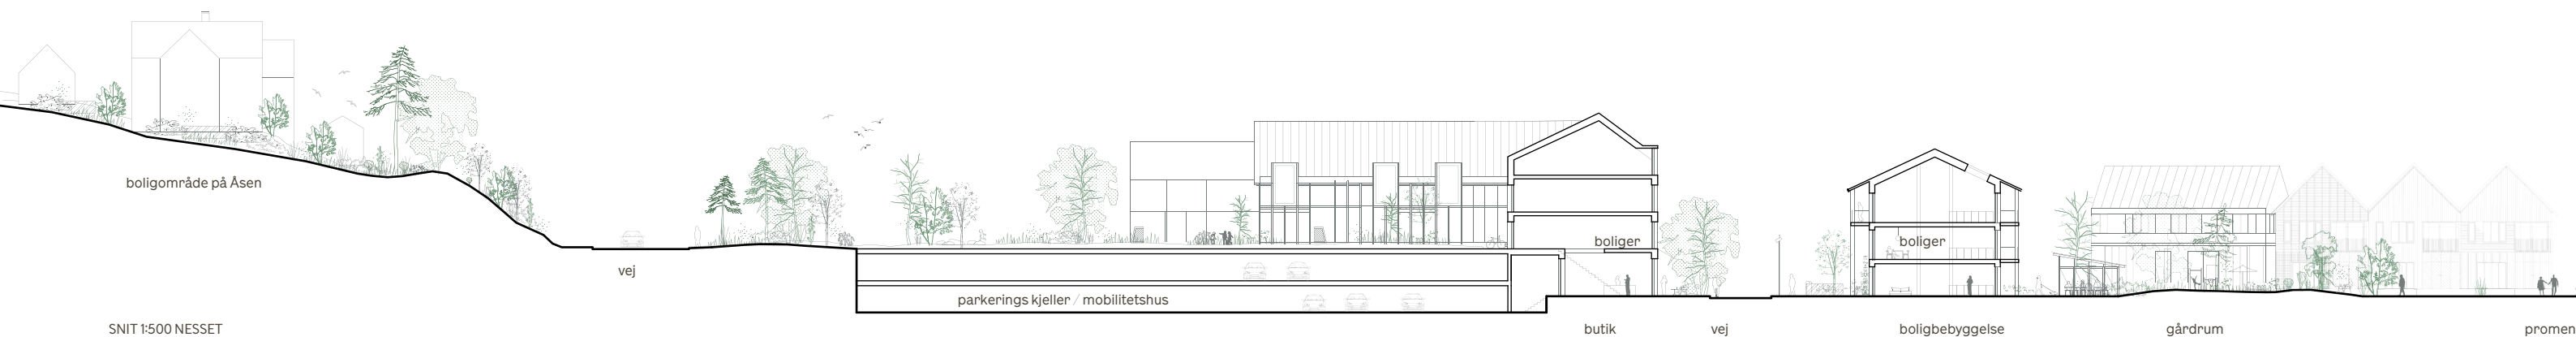 boligområde på Åsen
vej
parkerings kjeller / mobilitetshus
boliger
boliger
SNIT 1:500 NESSET
butik
vej
boligbebyggelse
gårdrum
promen